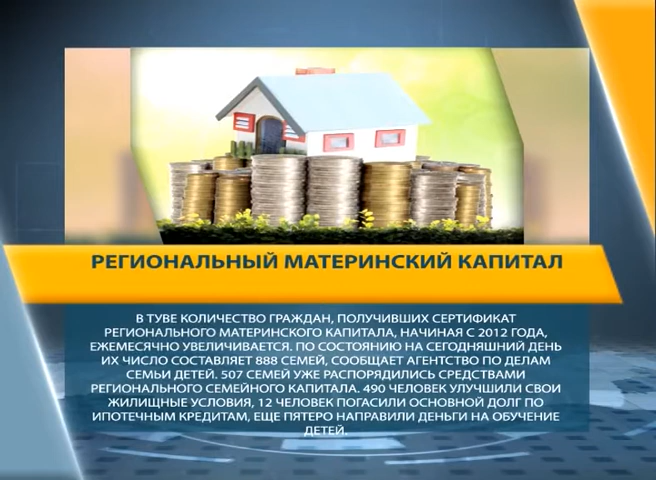 РЕГИОНАЛЬНЫЙ МАТЕРИНСКИЙ КАПИТАЛ
В ТУВЕ КОЛИЧЕСТВО ГРАЖДАН, ПОЛУЧИВШИХ СЕРТИФИКАТ
РЕГИОНАЛЬНОГО МАТЕРИНСКОГО КАПИТАЛА, НАЧИНАЯ С 2012 ГОДА,
ЕЖЕМЕСЯЧНО УВЕЛИЧИВАЕТСЯ. ПО СОСТОЯНИЮ НА СЕГОДНЯШНИЙ ДЕНЬ
ИХ ЧИСЛО СОСТАВЛЯЕТ 888 СЕМЕЙ, СООБЩАЕТ АГЕНТСТВО ПО ДЕЛАМ
СЕМЬИ ДЕТЕЙ. 507 СЕМЕЙ УЖЕ РАСПОРЯДИЛИСЬ СРЕДСТВАМИ
РЕГИОНАЛЬНОГО СЕМЕЙНОГО КАПИТАЛА. 490 ЧЕЛОВЕК УЛУЧШИЛИ СВОИ
ЖИЛИЩНЫЕ УСЛОВИЯ, 12 ЧЕЛОВЕК ПОГАСИЛИ ОСНОВНОЙ ДОЛГ ПО
ИПОТЕЧНЫМ КРЕДИТАМ, ЕЩЕ ПЯТЕРО НАПРАВИЛИ ДЕНЬГИ НА ОБУЧЕНИЕ
ДЕТЕЙ.